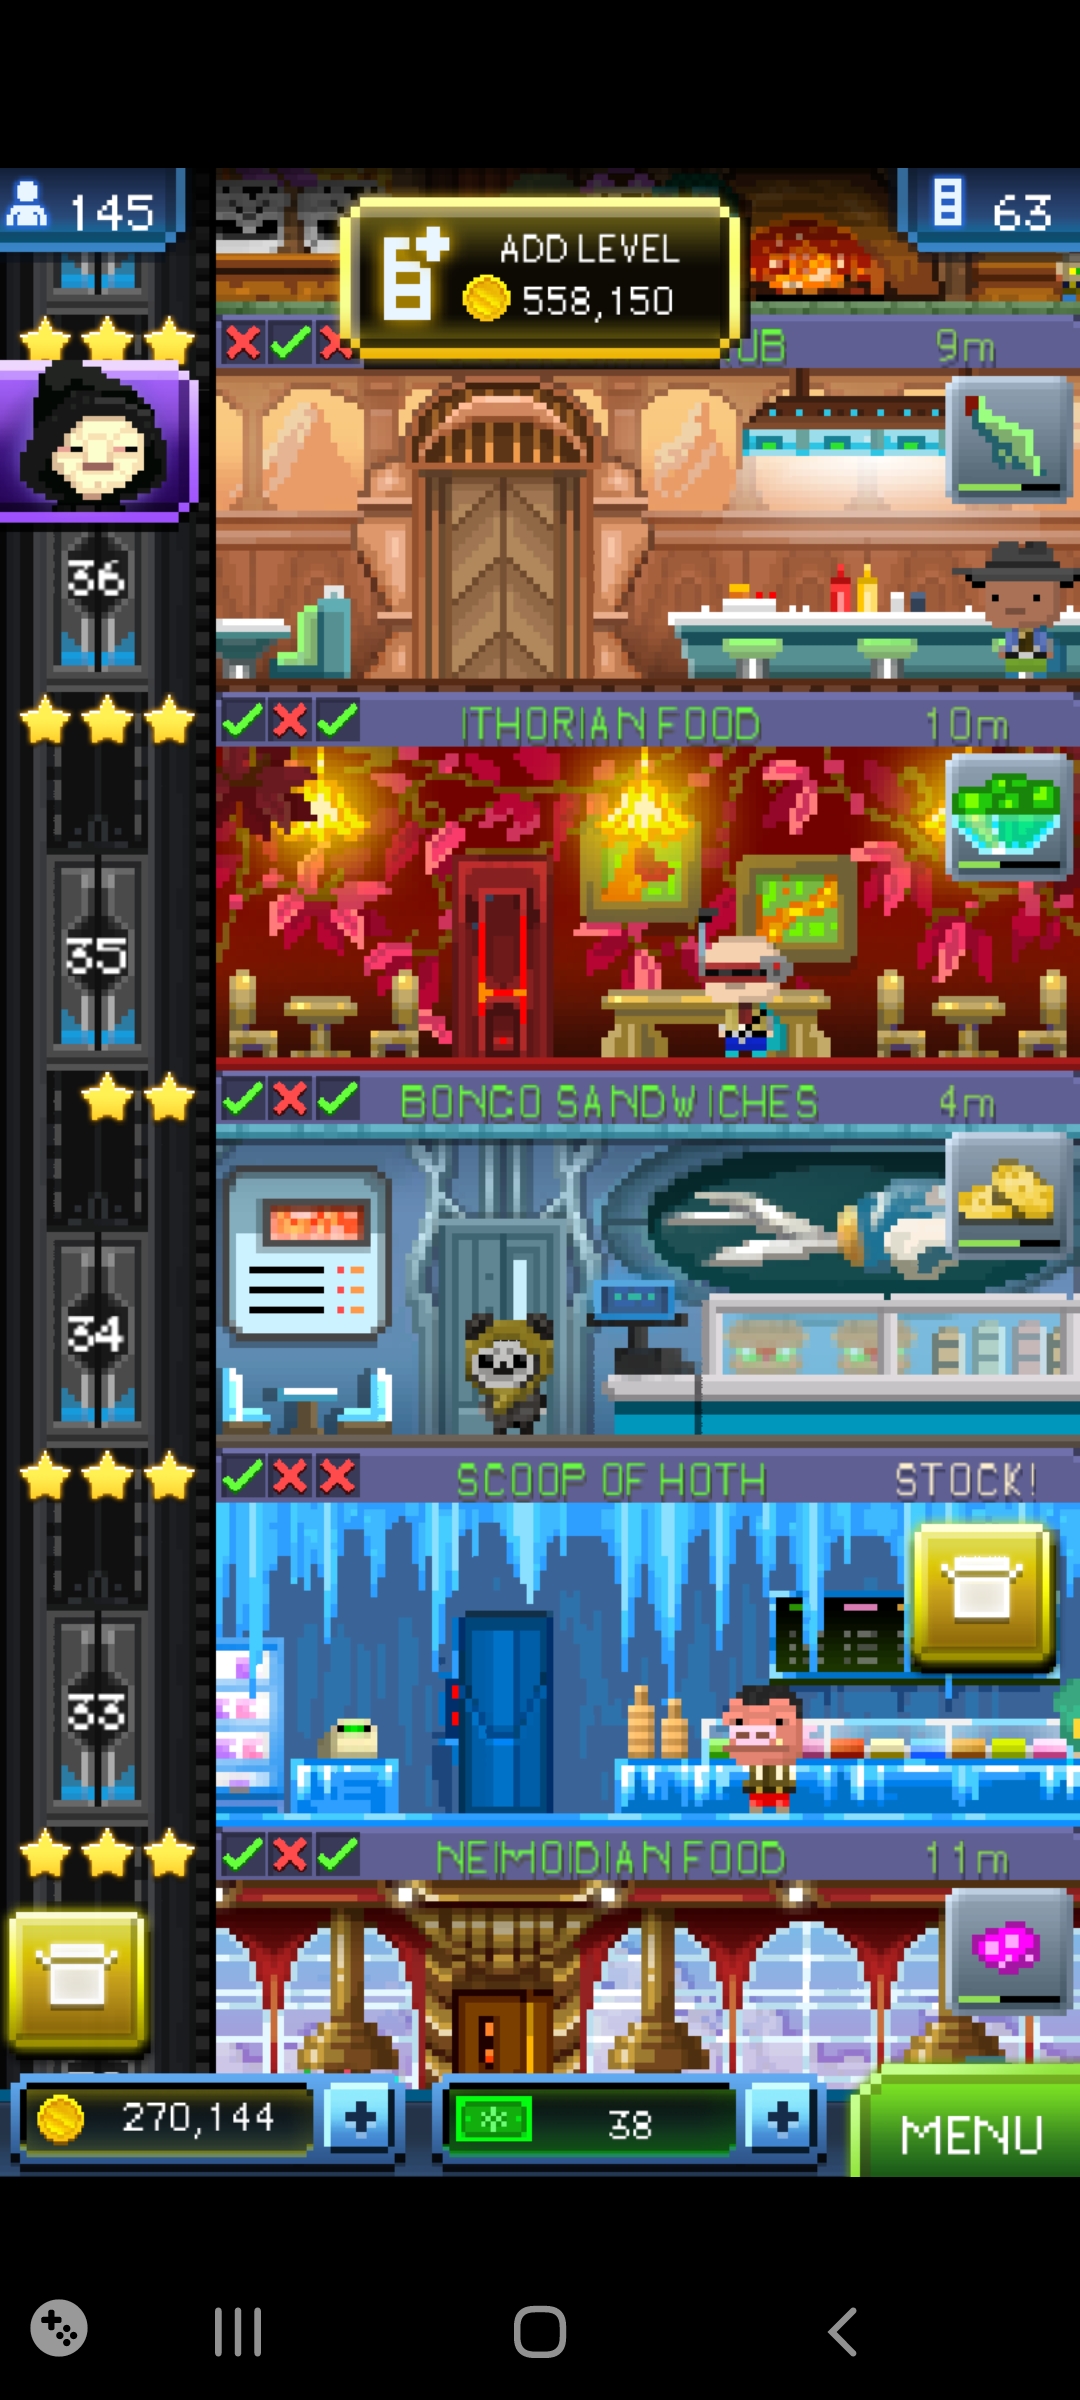 145
63
ADD LEVEL
558,150
UB 9m
36
ITHORIAN FOOD 10m
35
BONGO SANDWICHES 4m
34
SCOOP OF HOTH STOCK!
33
NEIMOIDIAN FOOD 11m
270,144
38
MENU